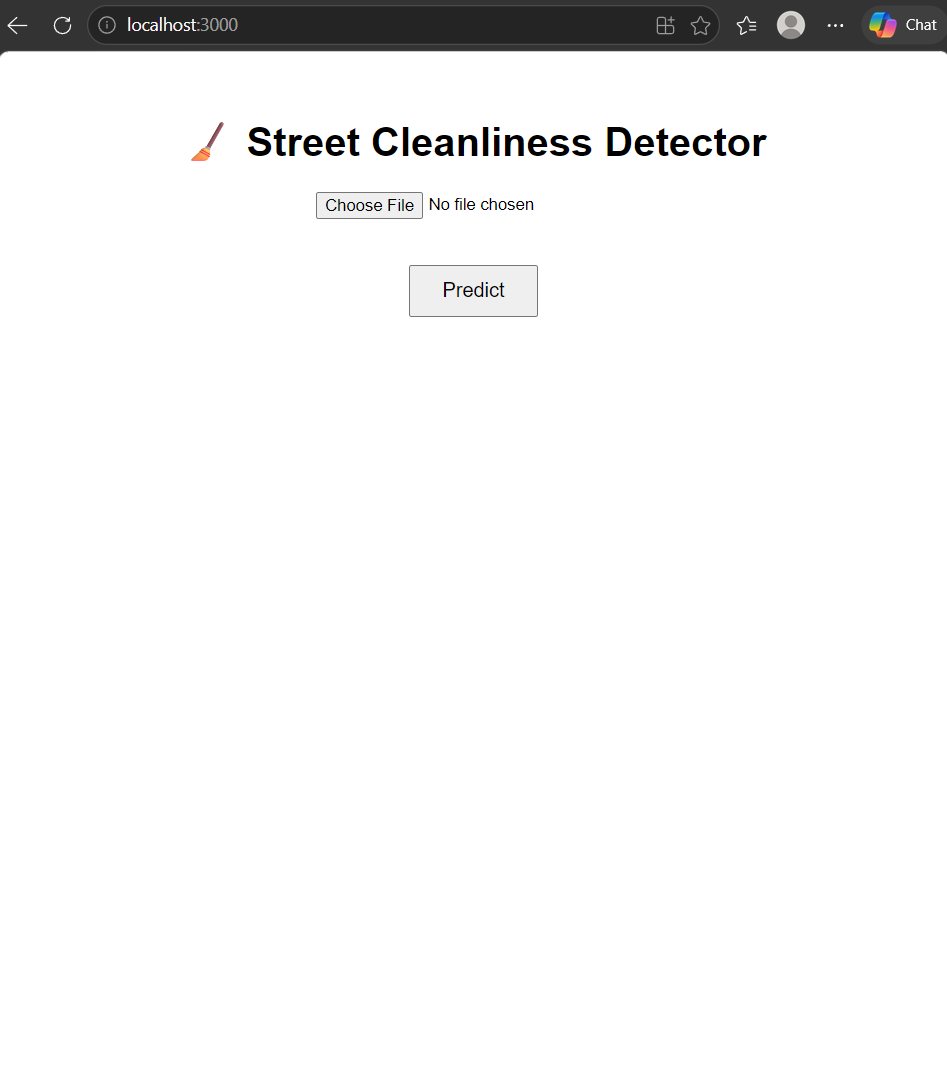 localhost:3000
Chat
🧹 Street Cleanliness Detector
Choose File No file chosen
Predict